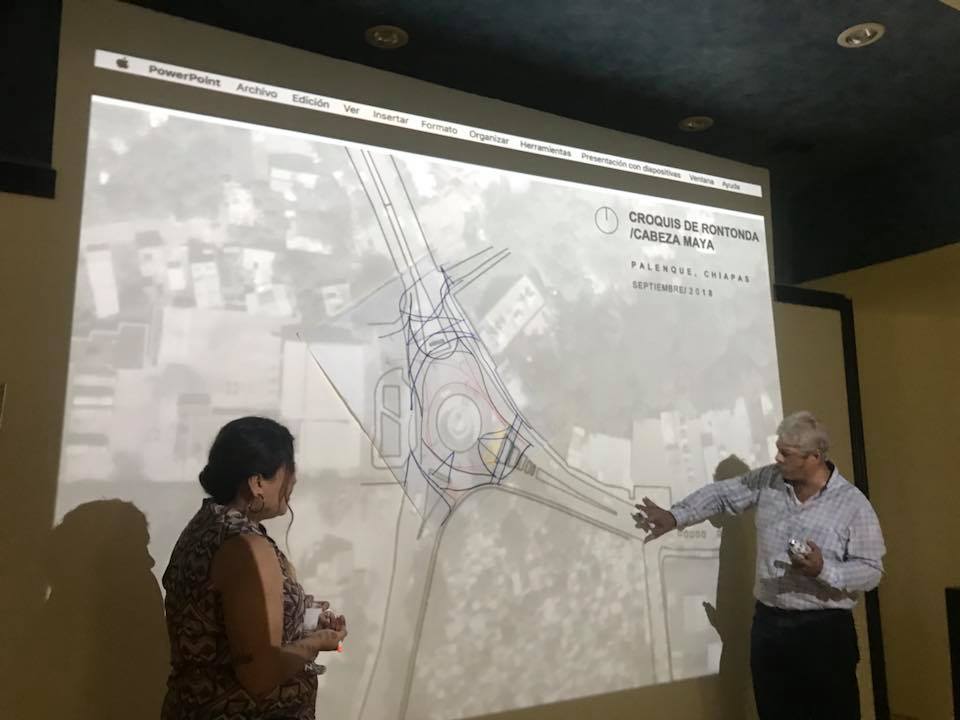 PowerPoint Archivo Edición Ver Insertar Formato Organizar Herramientas Presentación con diapositivas Ventana Ayuda
CROQUIS DE RONTONDA
/CABEZA MAYA
PALENQUE, CHIAPAS
SEPTIEMBRE/ 2018